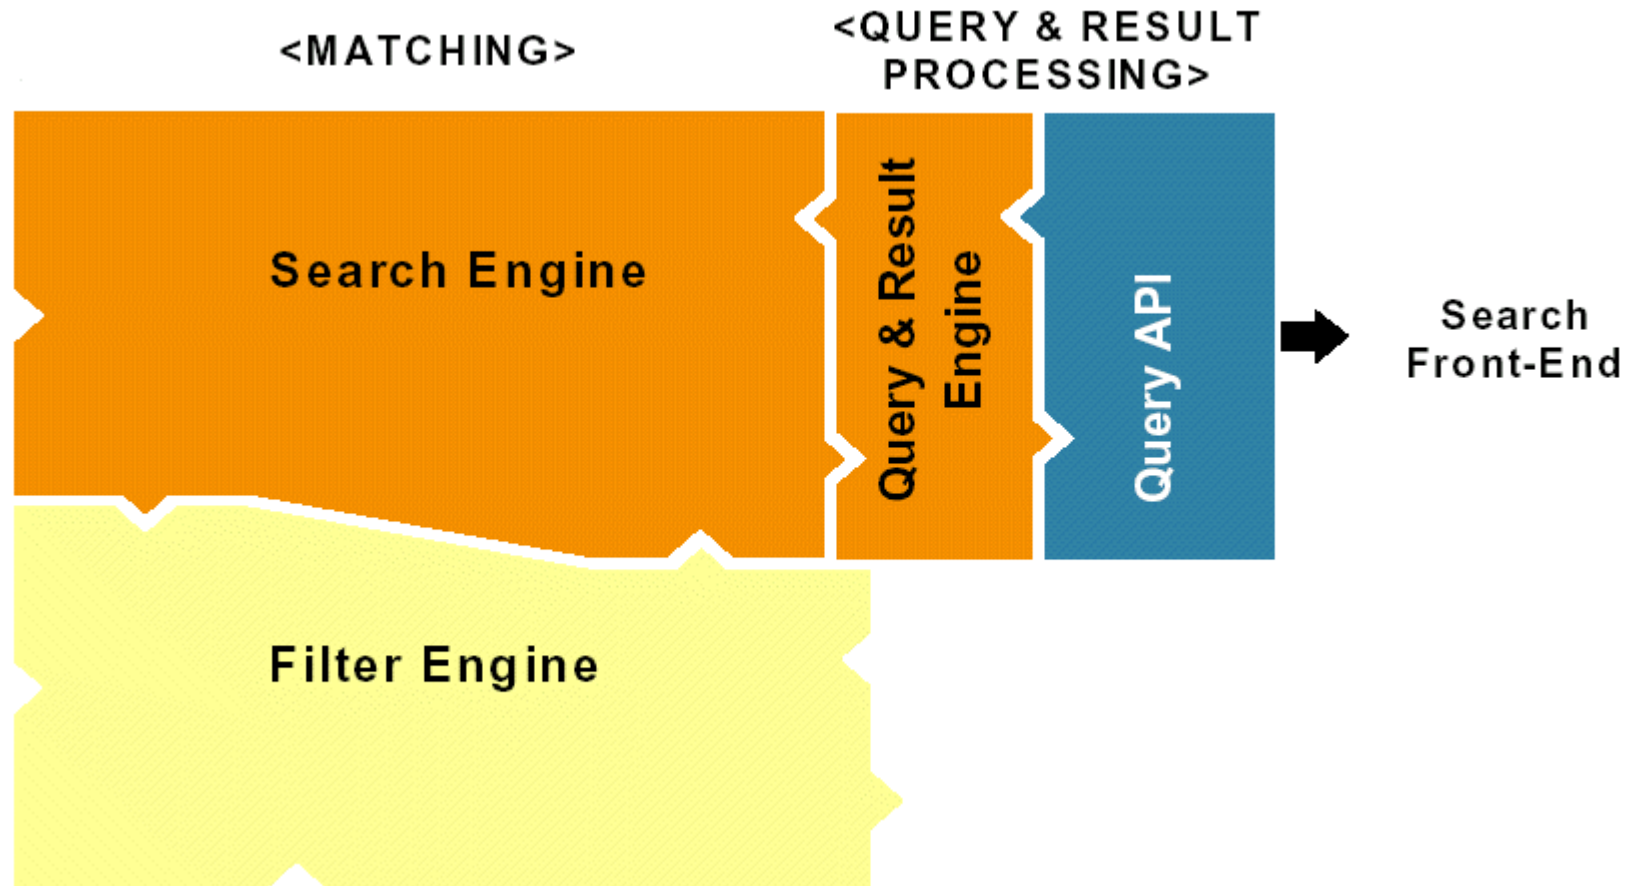 <MATCHING>
<QUERY & RESULT
PROCESSING>
Search Engine
Query & Result
Engine
Query API
Search
Front-End
Filter Engine